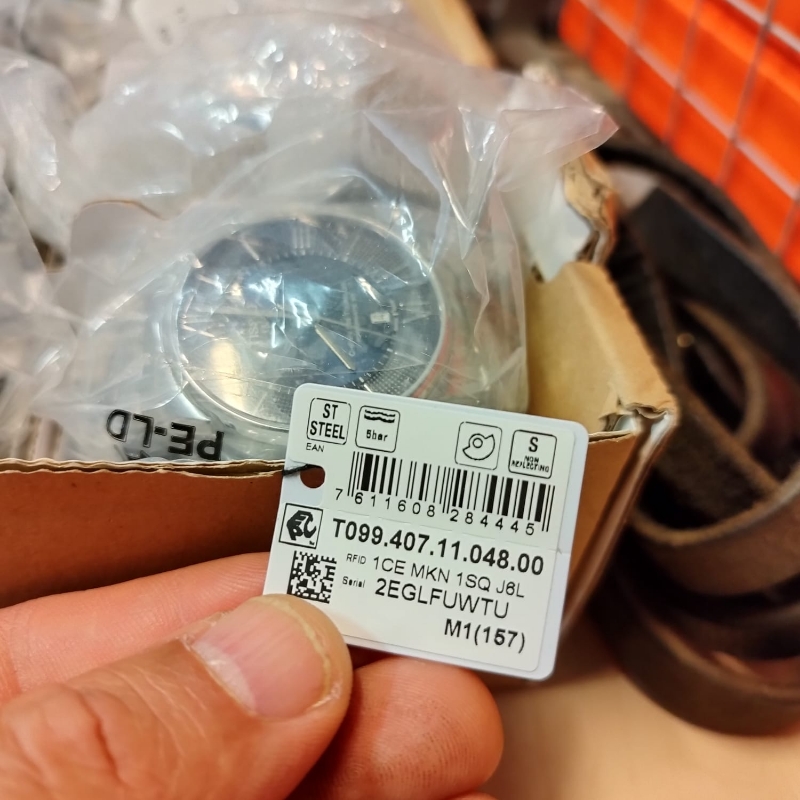 PE-LD
ST
STEEL
5bar
S
NON
REFLECTING
EAN
7 611608 284445
T099.407.11.048.00
RFID 1CE MKN 1SQ J6L
Serial 2EGLFUWTU
M1(157)